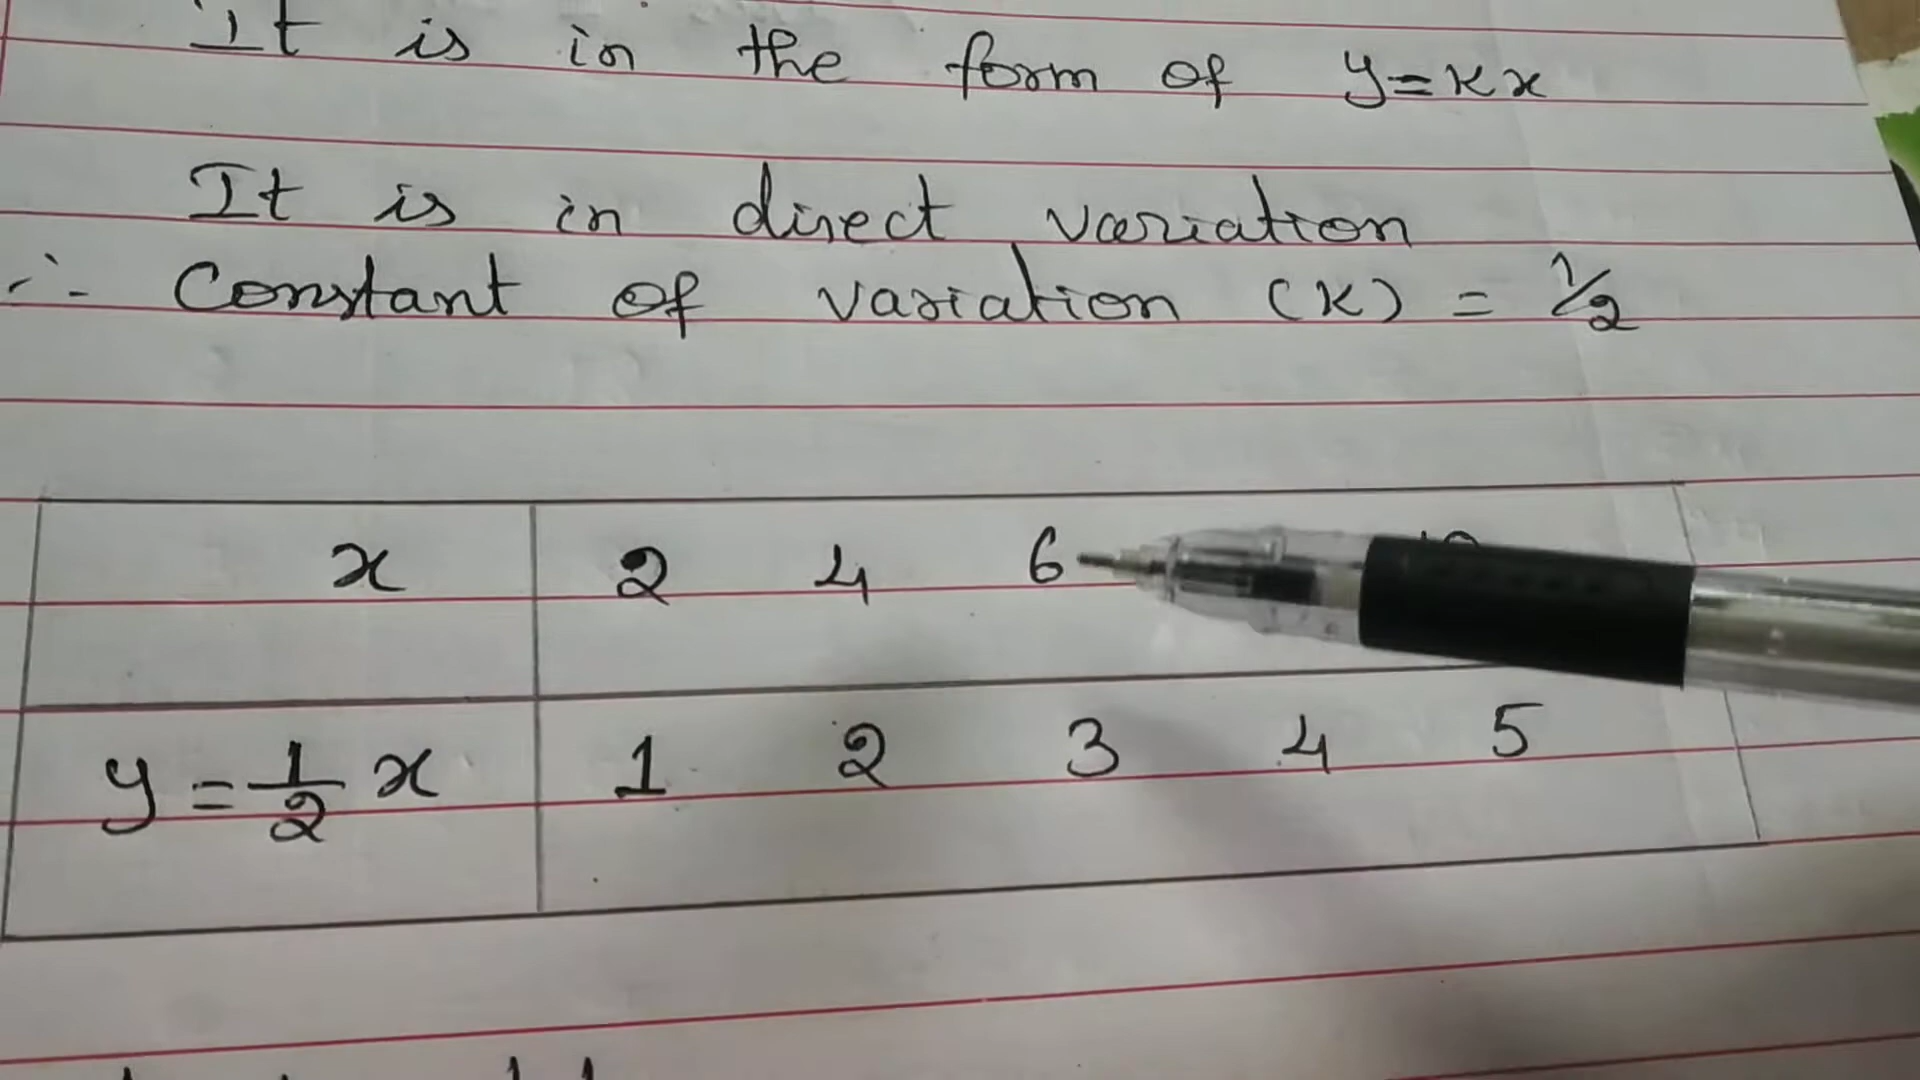 It is in the form of y=kx
It is in direct variation
∴ Constant of variation (K) = 1/2
x 2 4 6
y = 1/2 x 1 2 3 4 5